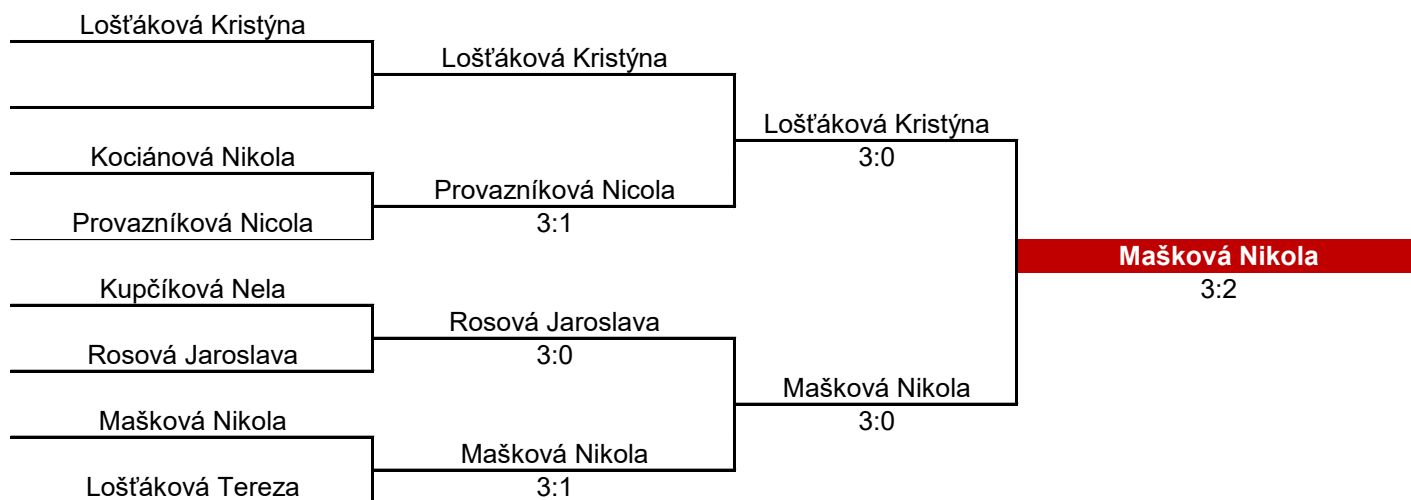 Lošťáková Kristýna
Lošťáková Kristýna
Lošťáková Kristýna
3:0
Kociánová Nikola
Provazníková Nicola
3:1
Provazníková Nicola
Mašková Nikola
3:2
Kupčíková Nela
Rosová Jaroslava
3:0
Rosová Jaroslava
Mašková Nikola
3:0
Mašková Nikola
Mašková Nikola
3:1
Lošťáková Tereza